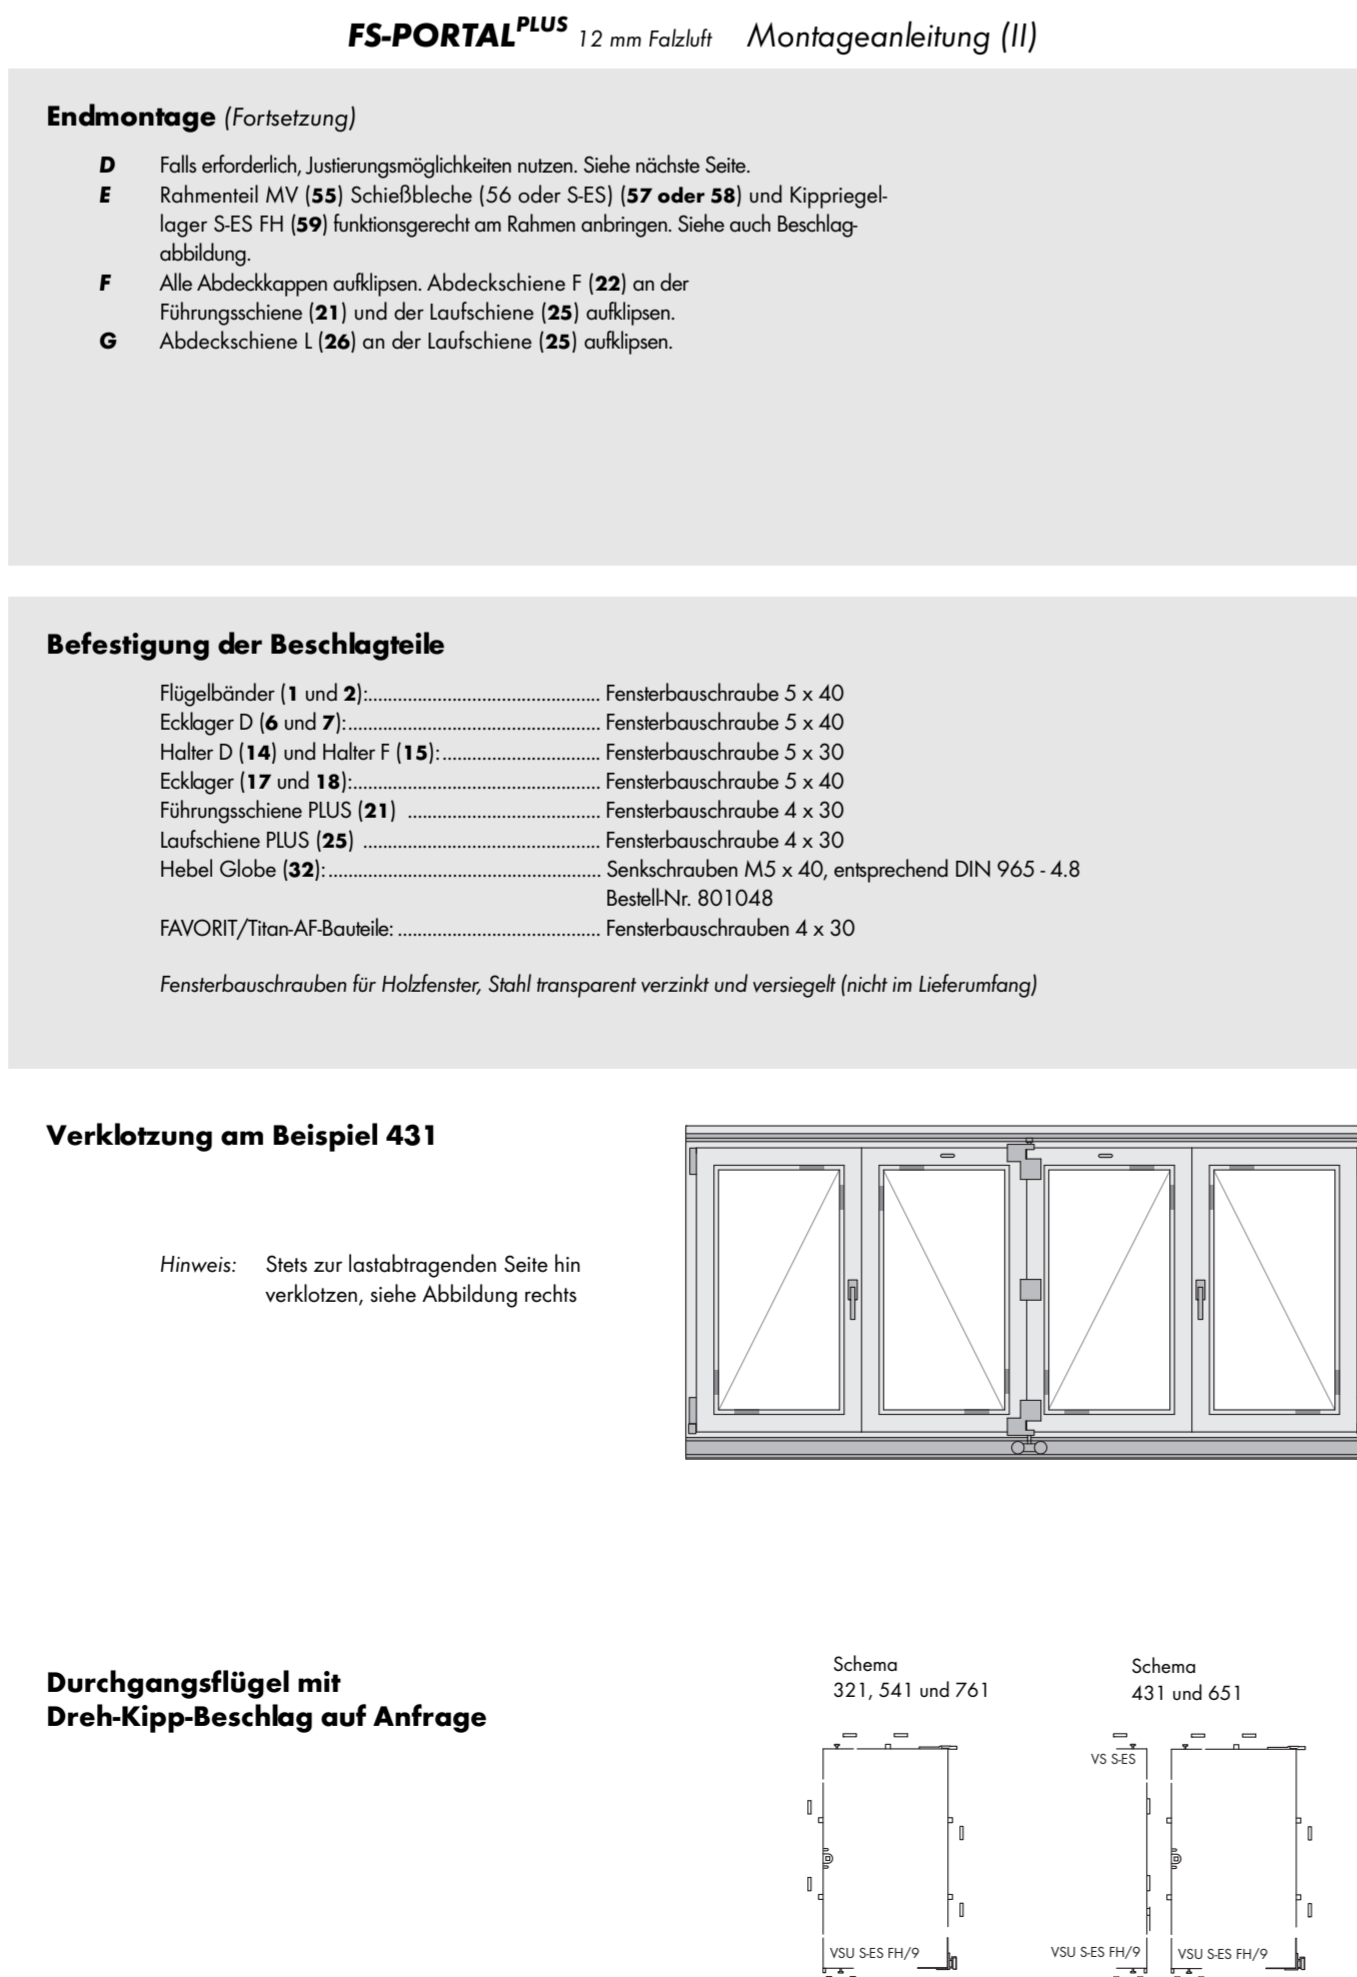 FS-PORTALPLUS 12 mm Falzluft Montageanleitung (II)
Endmontage (Fortsetzung)
D Falls erforderlich, Justierungsmöglichkeiten nutzen. Siehe nächste Seite.
E Rahmenteil MV (55) Schießbleche (56 oder S-ES) (57 oder 58) und Kippriegel-
lager S-ES FH (59) funktionsgerecht am Rahmen anbringen. Siehe auch Beschlag-
abbildung.
F Alle Abdeckkappen aufklipsen. Abdeckschiene F (22) an der
Führungsschiene (21) und der Laufschiene (25) aufklipsen.
G Abdeckschiene L (26) an der Laufschiene (25) aufklipsen.
Befestigung der Beschlagteile
Flügelbänder (1 und 2):.............................................. Fensterbauschraube 5 x 40
Ecklager D (6 und 7):.................................................. Fensterbauschraube 5 x 40
Halter D (14) und Halter F (15):............................... Fensterbauschraube 5 x 30
Ecklager (17 und 18):................................................. Fensterbauschraube 5 x 40
Führungsschiene PLUS (21) ...................................... Fensterbauschraube 4 x 30
Laufschiene PLUS (25) ............................................... Fensterbauschraube 4 x 30
Hebel Globe (32):...................................................... Senkschrauben M5 x 40, entsprechend DIN 965 - 4.8
Bestell-Nr. 801048
FAVORIT/Titan-AF-Bauteile: ........................................ Fensterbauschrauben 4 x 30
Fensterbauschrauben für Holzfenster, Stahl transparent verzinkt und versiegelt (nicht im Lieferumfang)
Verklotzung am Beispiel 431
Hinweis: Stets zur lastabtragenden Seite hin
verklotzen, siehe Abbildung rechts
Durchgangsflügel mit
Dreh-Kipp-Beschlag auf Anfrage
Schema
321, 541 und 761
Schema
431 und 651
VS S-ES
VSU S-ES FH/9
VSU S-ES FH/9
VSU S-ES FH/9